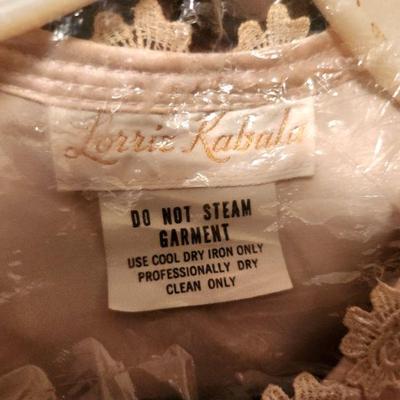 Lorrie Kabala
DO NOT STEAM
GARMENT
USE COOL DRY IRON ONLY
PROFESSIONALLY DRY
CLEAN ONLY